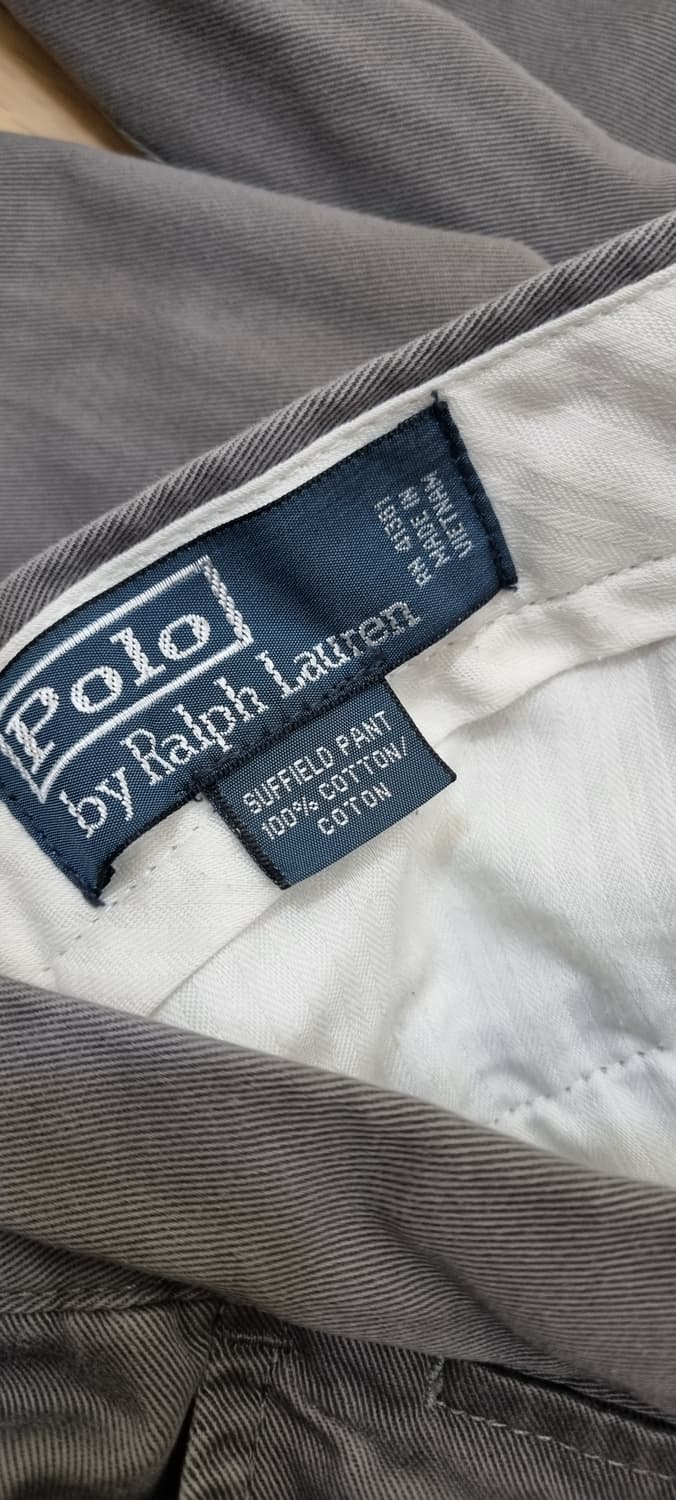 Polo
by Ralph Lauren
RN 41381
MADE IN
VIETNAM
SUFFIELD PANT
100% COTTON/
COTON